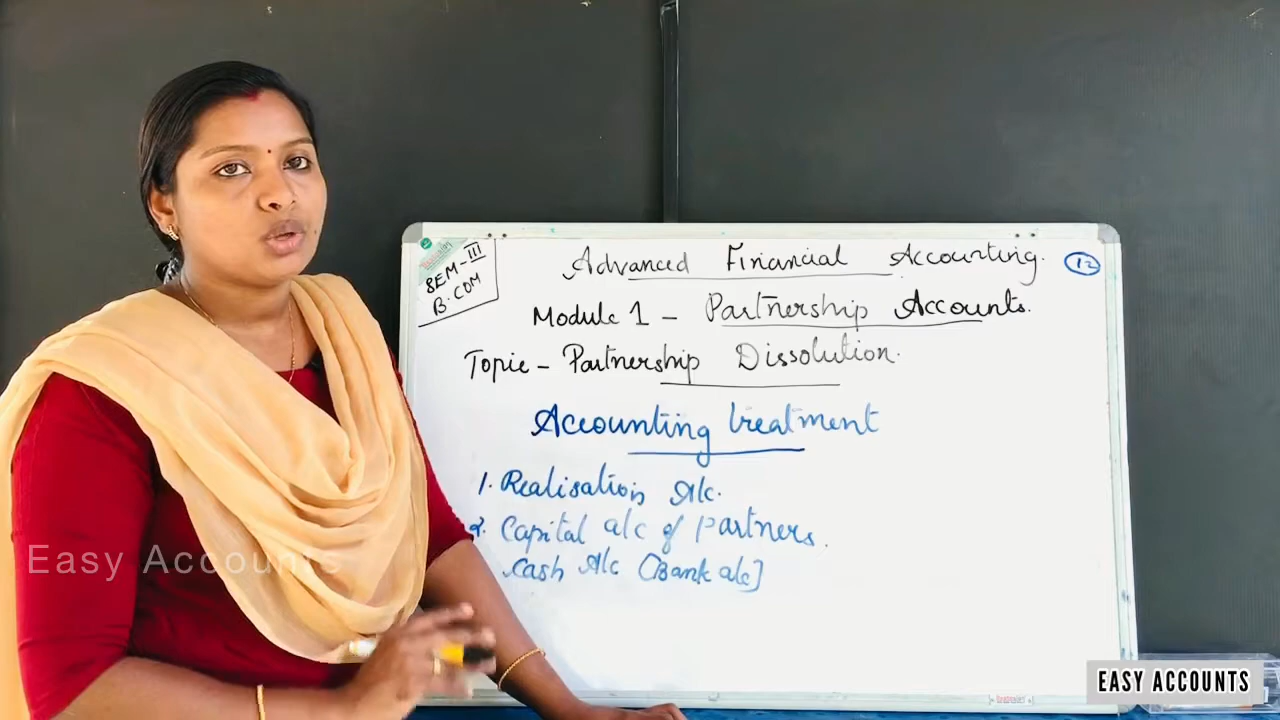 SEM-III
B.COM
Advanced Financial Accounting.
12
Module 1 - Partnership Accounts.
Topic - Partnership Dissolution.
Accounting treatment
1. Realisation A/c.
2. Capital a/c of partners.
Cash A/c [Bank a/c]
Easy Accounts
EASY ACCOUNTS